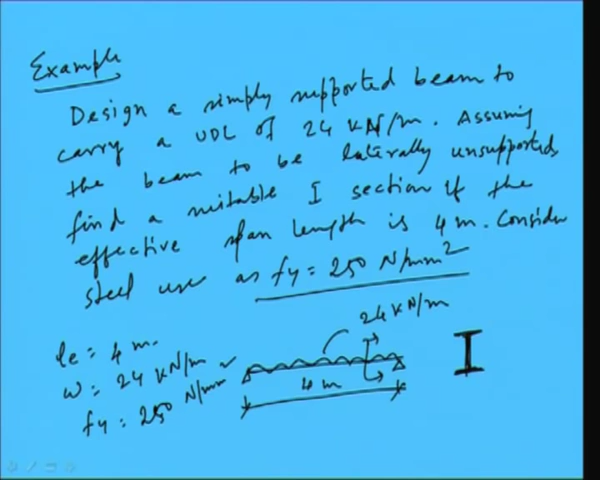 Example
Design a simply supported beam to
carry a UDL of 24 KN/m. Assuming
the beam to be laterally unsupported,
find a suitable I section if the
effective span length is 4 m. Consider
steel use as fy = 250 N/mm²
24 KN/m
le = 4 m.
w = 24 KN/m
fy = 250 N/mm²
4 m
I